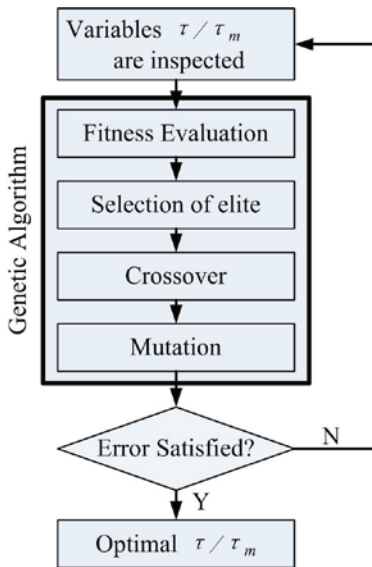 Variables τ / τm
are inspected
Genetic Algorithm
Fitness Evaluation
Selection of elite
Crossover
Mutation
Error Satisfied?
N
Y
Optimal τ / τm